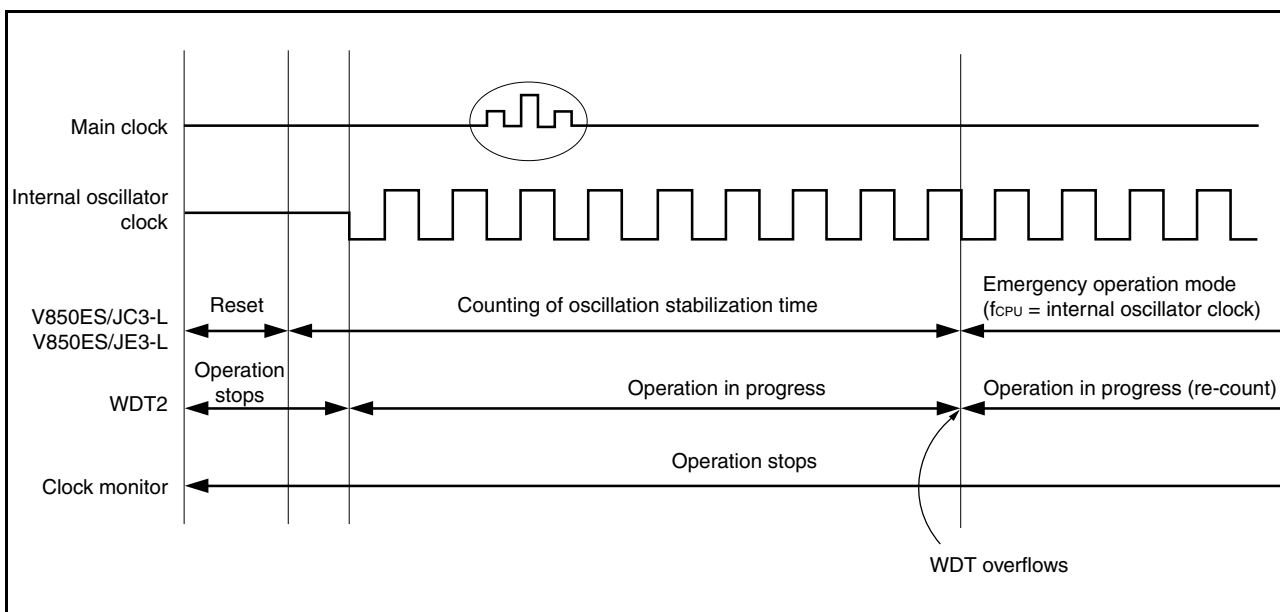 Main clock
Internal oscillator
clock
V850ES/JC3-L
V850ES/JE3-L
Reset
Counting of oscillation stabilization time
Emergency operation mode
(fCPU = internal oscillator clock)
WDT2
Operation
stops
Operation in progress
Operation in progress (re-count)
Clock monitor
Operation stops
WDT overflows